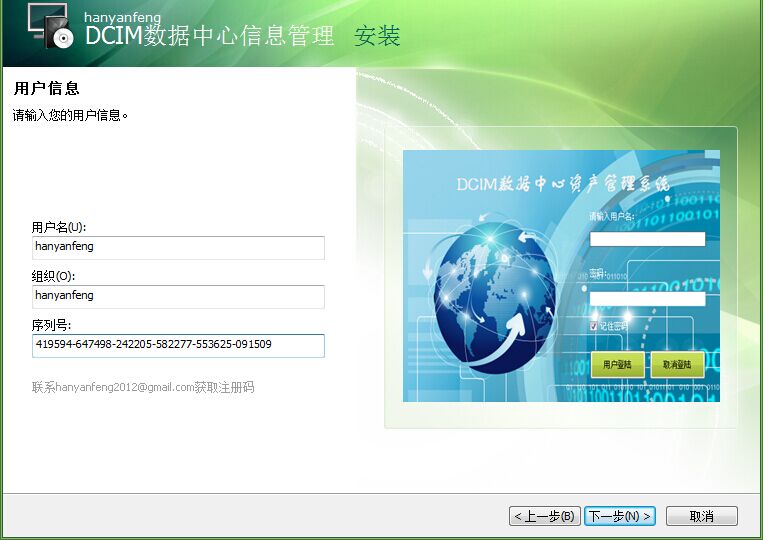 hanyanfeng
DCIM数据中心信息管理 安装
用户信息
请输入您的用户信息。
用户名(U):
hanyanfeng
组织(O):
hanyanfeng
序列号:
419594-647498-242205-582277-553625-091509
联系hanyanfeng2012@gmail.com获取注册码
DCIM数据中心资产管理系统
请输入用户名:
密码:
记住密码
用户登陆 取消登陆
< 上一步(B) 下一步(N) > 取消